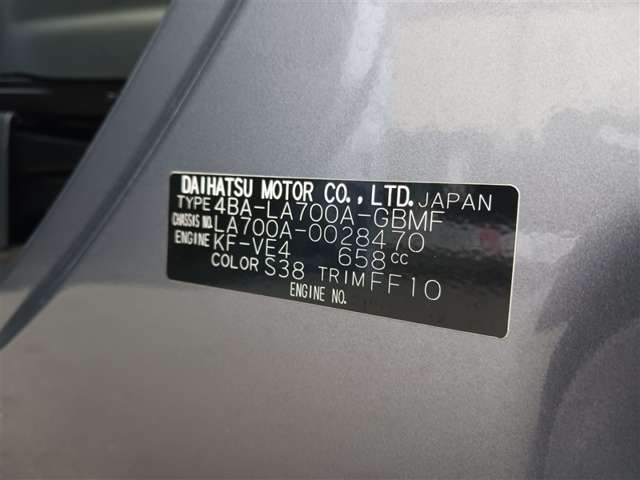 DAIHATSU MOTOR CO.,LTD. JAPAN
TYPE 4BA-LA700A-GBMF
CHASSIS NO. LA700A-0028470
ENGINE KF-VE4 658cc
COLOR S38 TRIM FF10
ENGINE NO.